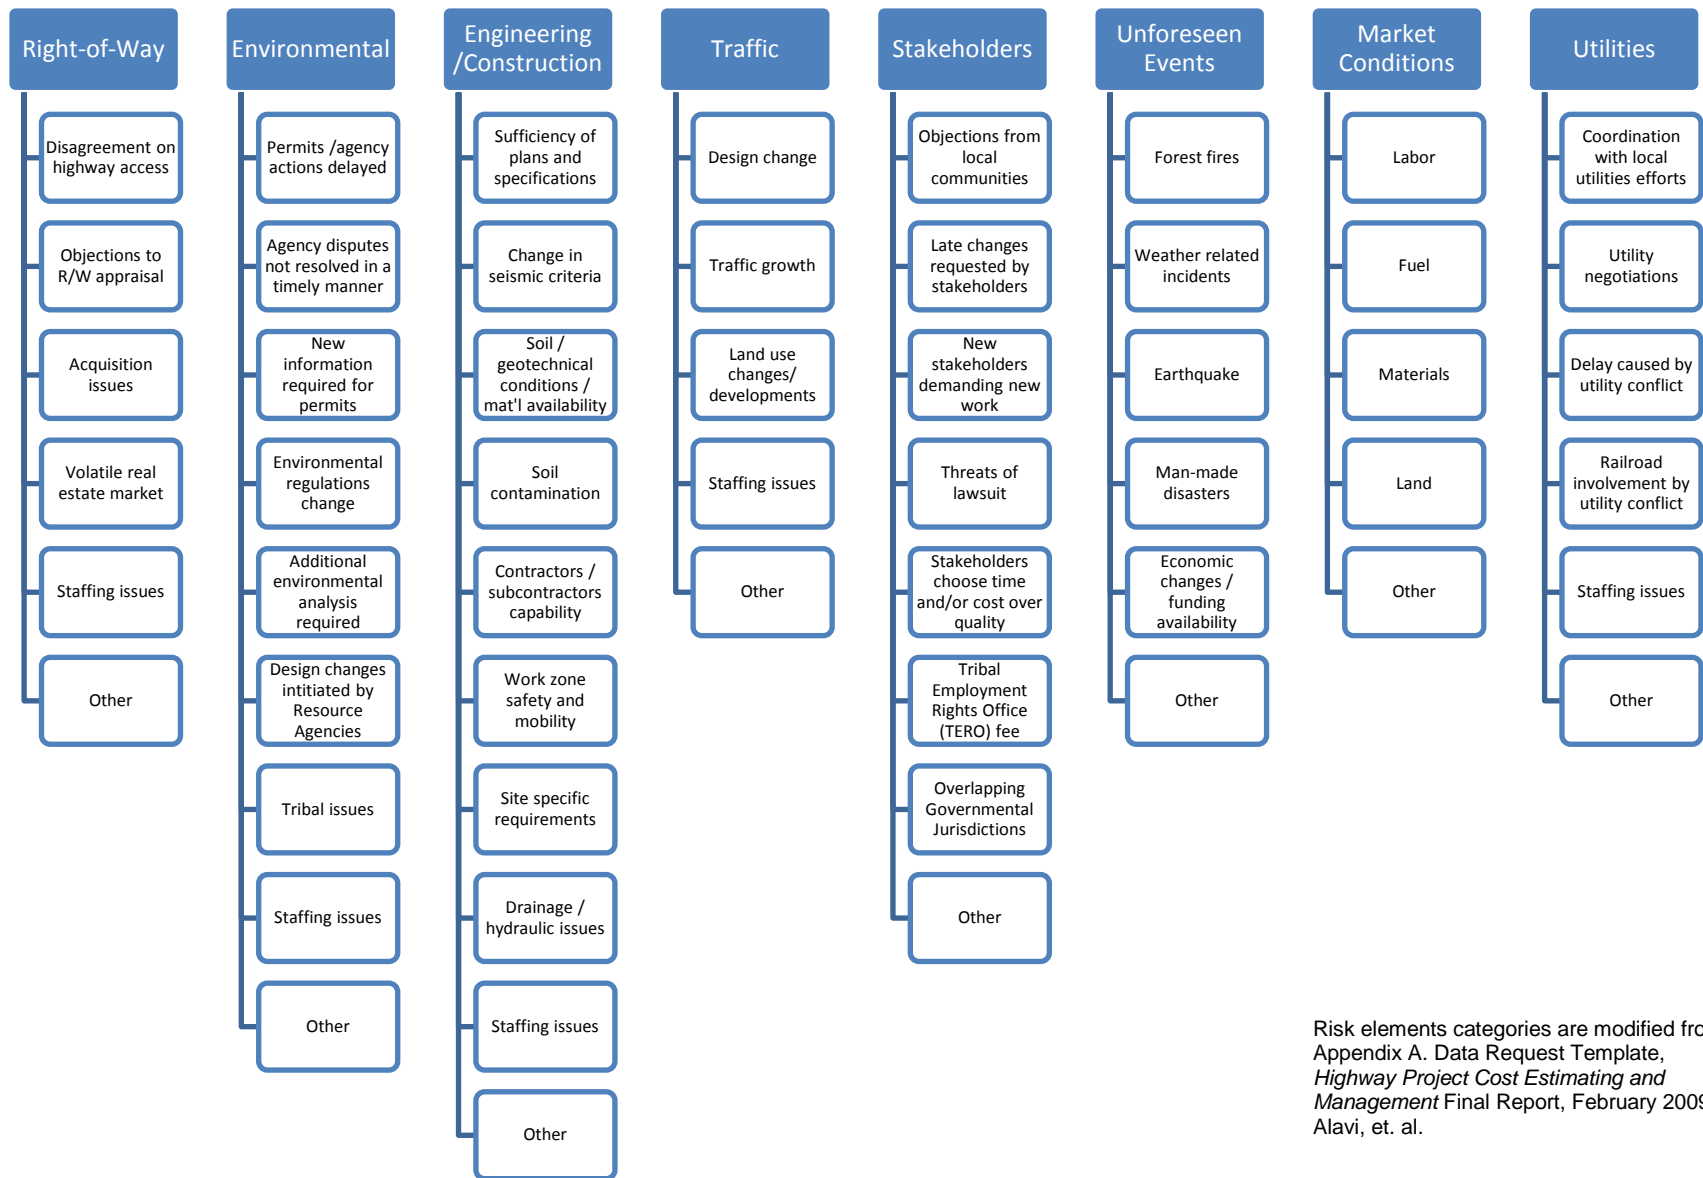 Right-of-Way
Disagreement on
highway access
Objections to
R/W appraisal
Acquisition
issues
Volatile real
estate market
Staffing issues
Other
Environmental
Permits /agency
actions delayed
Agency disputes
not resolved in a
timely manner
New
information
required for
permits
Environmental
regulations
change
Additional
environmental
analysis
required
Design changes
intitiated by
Resource
Agencies
Tribal issues
Staffing issues
Other
Engineering
/Construction
Sufficiency of
plans and
specifications
Change in
seismic criteria
Soil /
geotechnical
conditions /
mat'l availability
Soil
contamination
Contractors /
subcontractors
capability
Work zone
safety and
mobility
Site specific
requirements
Drainage /
hydraulic issues
Staffing issues
Other
Traffic
Design change
Traffic growth
Land use
changes/
developments
Staffing issues
Other
Stakeholders
Objections from
local
communities
Late changes
requested by
stakeholders
New
stakeholders
demanding new
work
Threats of
lawsuit
Stakeholders
choose time
and/or cost over
quality
Tribal
Employment
Rights Office
(TERO) fee
Overlapping
Governmental
Jurisdictions
Other
Unforeseen
Events
Forest fires
Weather related
incidents
Earthquake
Man-made
disasters
Economic
changes /
funding
availability
Other
Market
Conditions
Labor
Fuel
Materials
Land
Other
Utilities
Coordination
with local
utilities efforts
Utility
negotiations
Delay caused by
utility conflict
Railroad
involvement by
utility conflict
Staffing issues
Other
Risk elements categories are modified
Appendix A. Data Request Template,
Highway Project Cost Estimating and
Management Final Report, February 2009
Alavi, et. al.